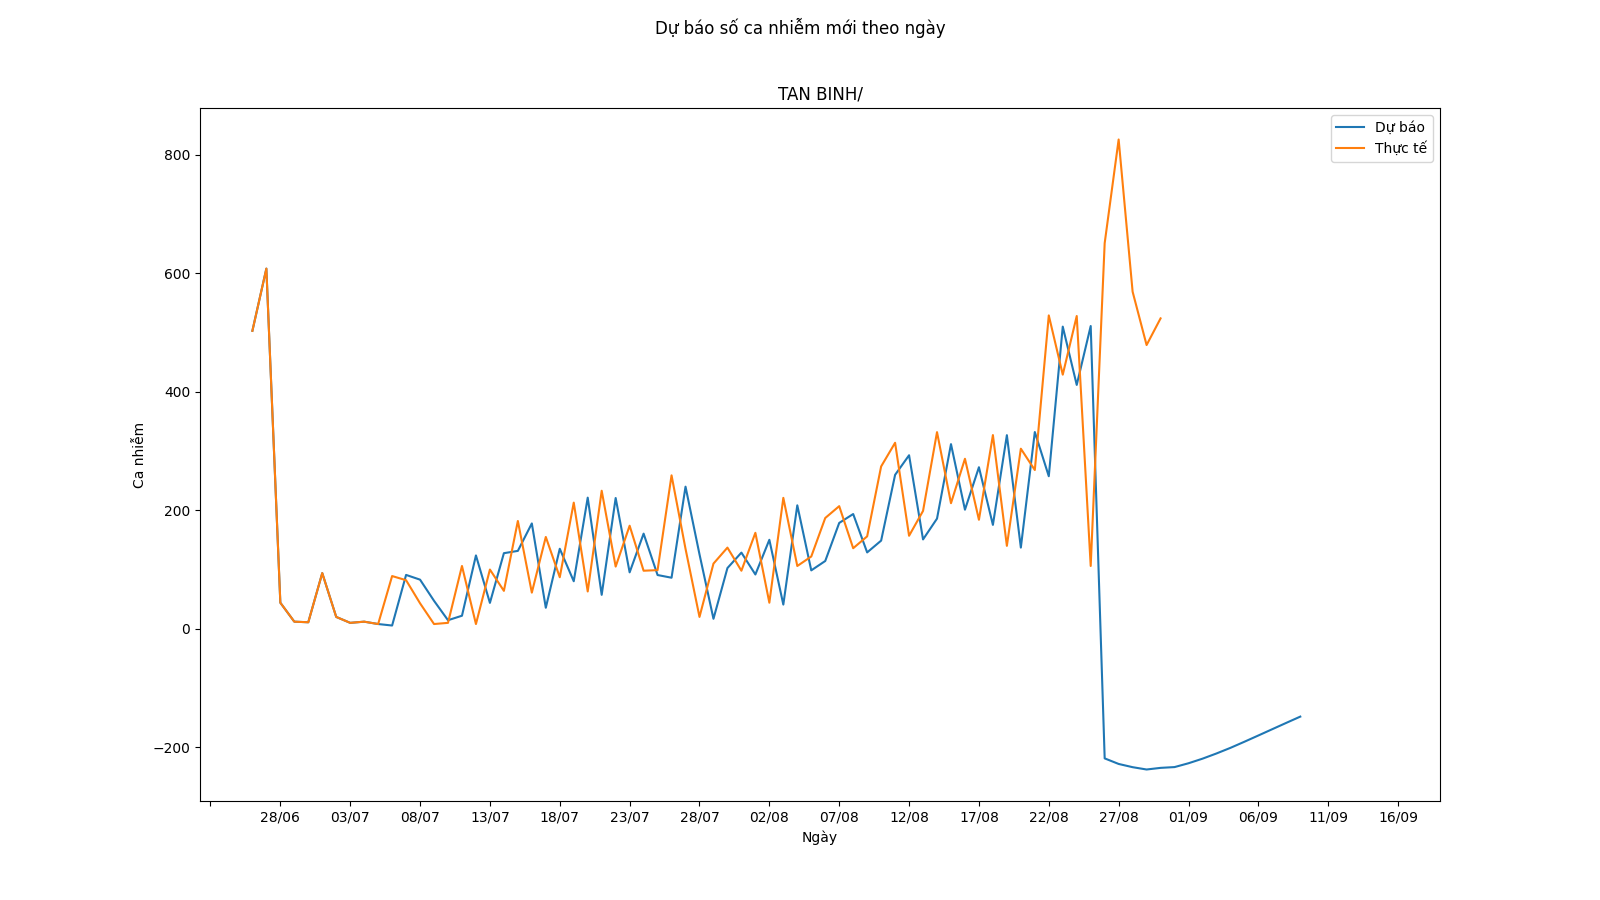 Dự báo số ca nhiễm mới theo ngày
TAN BINH/
Dự báo
Thực tế
800
600
400
200
0
−200
Ca nhiễm
28/06 03/07 08/07 13/07 18/07 23/07 28/07 02/08 07/08 12/08 17/08 22/08 27/08 01/09 06/09 11/09 16/09
Ngày